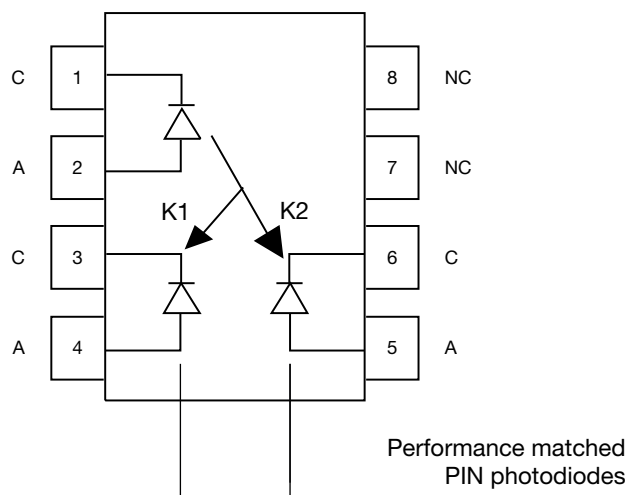 C 1 8 NC
A 2 7 NC
K1 K2
C 3 6 C
A 4 5 A
Performance matched
PIN photodiodes